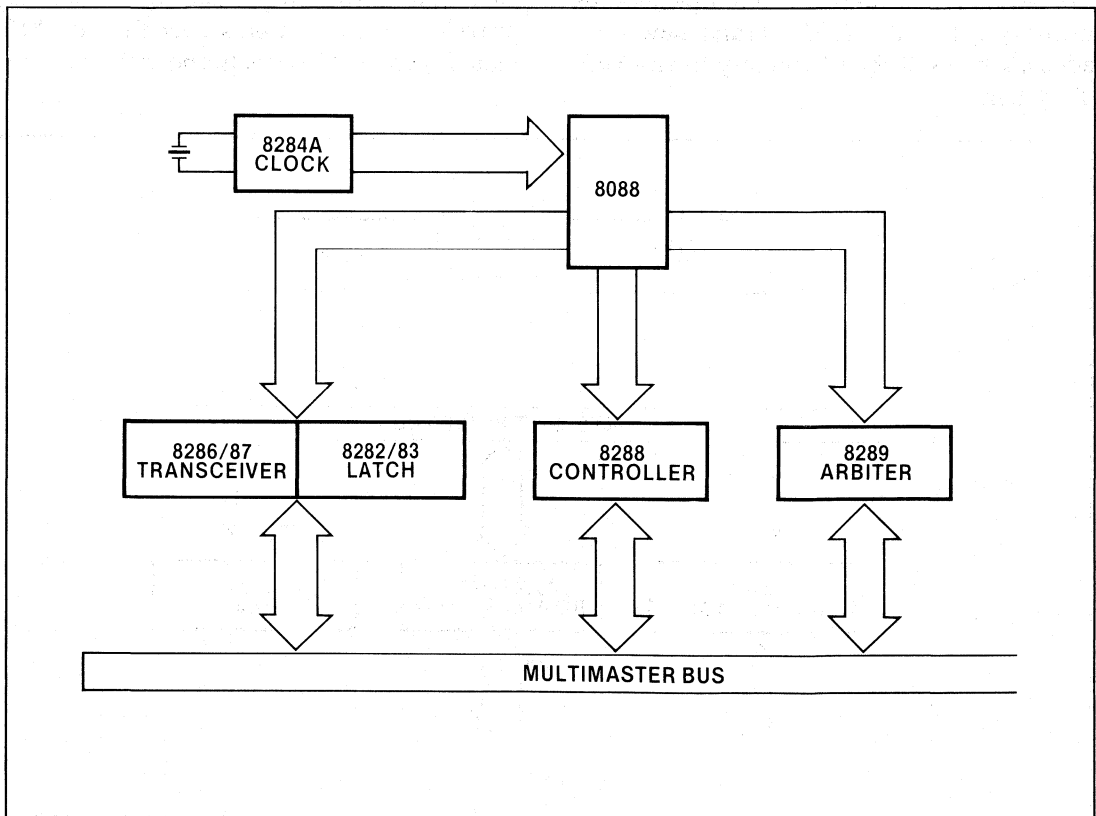 8284A
CLOCK
8088
8286/87
TRANSCEIVER
8282/83
LATCH
8288
CONTROLLER
8289
ARBITER
MULTIMASTER BUS